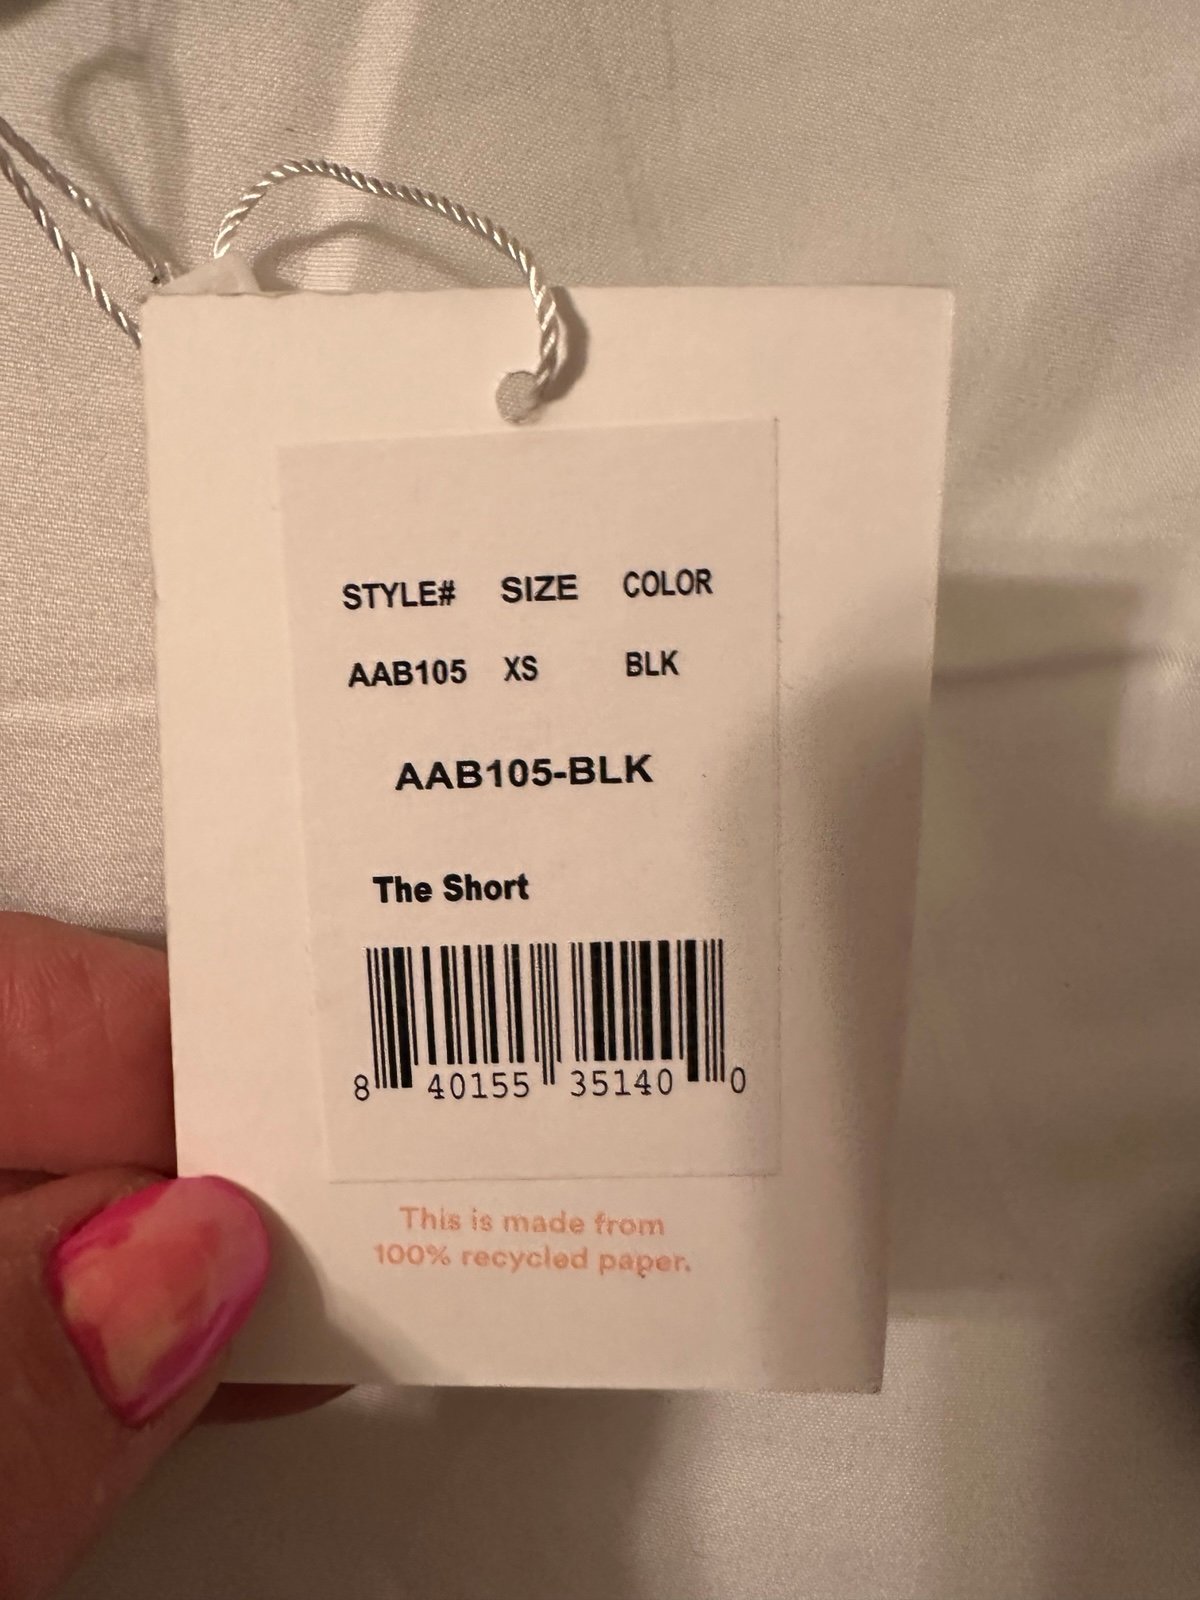 STYLE# SIZE COLOR
AAB105 XS BLK
AAB105-BLK
The Short
8 40155 35140 0
This is made from
100% recycled paper.